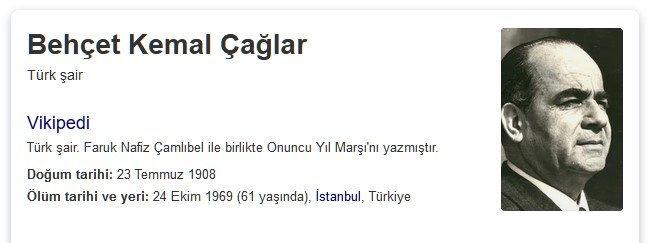 Behçet Kemal Çağlar
Türk şair
Vikipedi
Türk şair. Faruk Nafiz Çamlıbel ile birlikte Onuncu Yıl Marşı'nı yazmıştır.
Doğum tarihi: 23 Temmuz 1908
Ölüm tarihi ve yeri: 24 Ekim 1969 (61 yaşında), İstanbul, Türkiye